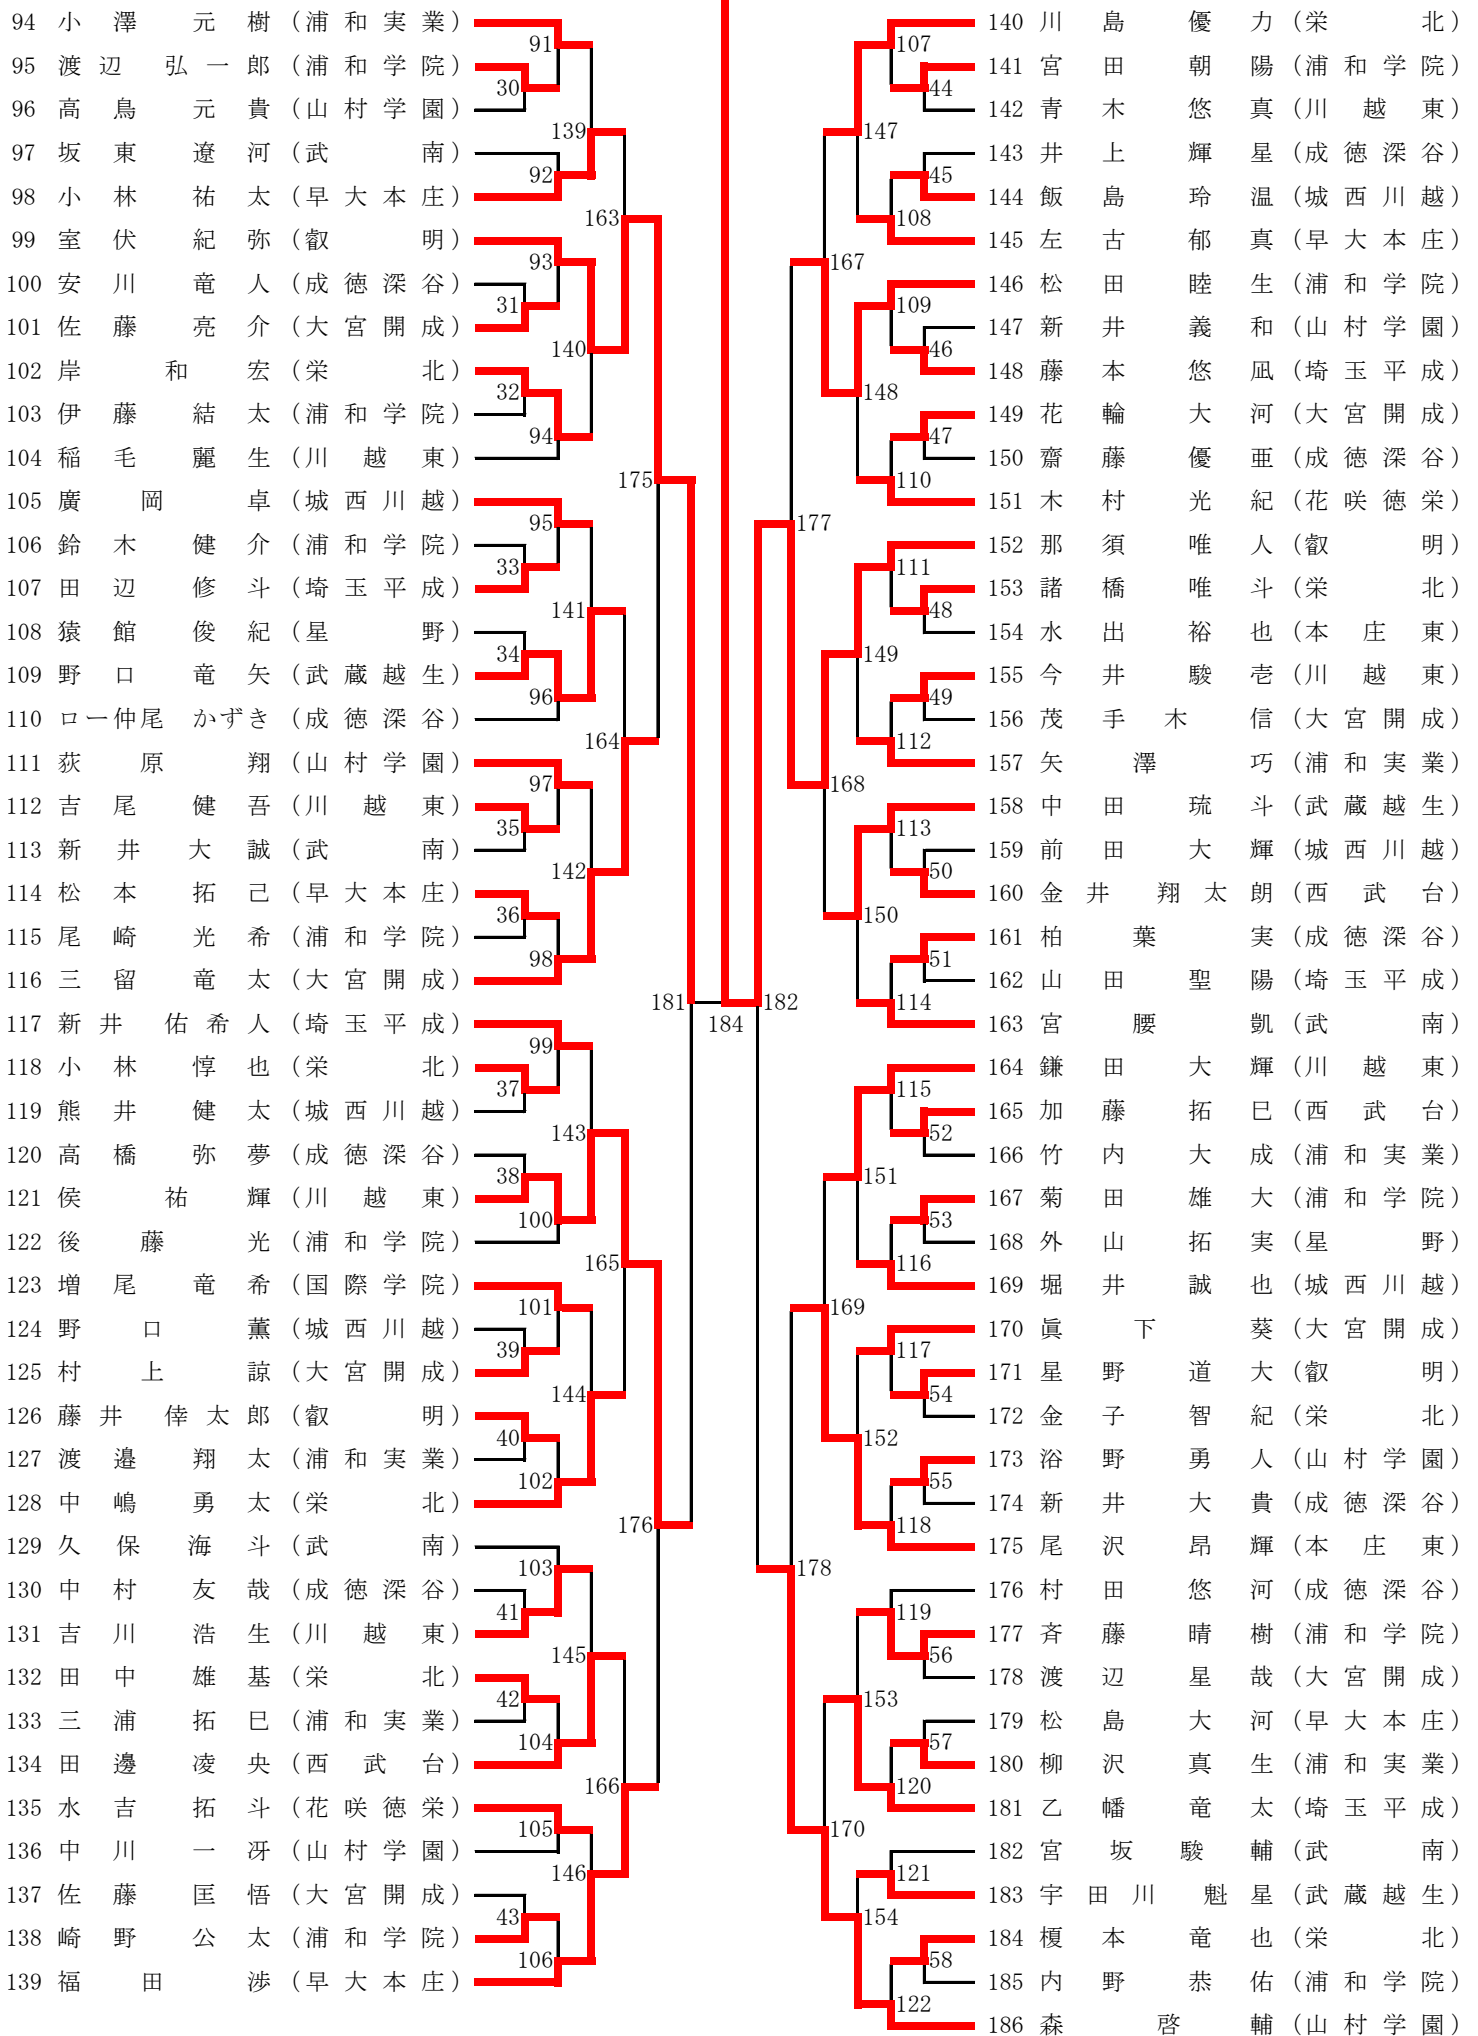 94 小澤 元樹 (浦和実業)
95 渡辺 弘一郎 (浦和学院)
96 高鳥 元貴 (山村学園)
97 坂東 遼河 (武南)
98 小林 祐太 (早大本庄)
99 室伏 紀弥 (叡明)
100 安川 竜人 (成徳深谷)
101 佐藤 亮介 (大宮開成)
102 岸 和宏 (栄北)
103 伊藤 結太 (浦和学院)
104 稲毛 麗生 (川越東)
105 廣岡 卓 (城西川越)
106 鈴木 健介 (浦和学院)
107 田辺 修斗 (埼玉平成)
108 猿館 俊紀 (星野)
109 野口 竜矢 (武蔵越生)
110 ロー仲尾 かずき (成徳深谷)
111 荻原 翔 (山村学園)
112 吉尾 健吾 (川越東)
113 新井 大誠 (武南)
114 松本 拓己 (早大本庄)
115 尾崎 光希 (浦和学院)
116 三留 竜太 (大宮開成)
117 新井 佑希人 (埼玉平成)
118 小林 惇也 (栄北)
119 熊井 健太 (城西川越)
120 高橋 弥夢 (成徳深谷)
121 侯 祐輝 (川越東)
122 後藤 光 (浦和学院)
123 増尾 竜希 (国際学院)
124 野口 薫 (城西川越)
125 村上 諒 (大宮開成)
126 藤井 倖太郎 (叡明)
127 渡邉 翔太 (浦和実業)
128 中嶋 勇太 (栄北)
129 久保 海斗 (武南)
130 中村 友哉 (成徳深谷)
131 吉川 浩生 (川越東)
132 田中 雄基 (栄北)
133 三浦 拓巳 (浦和実業)
134 田邊 凌央 (西武台)
135 水吉 拓斗 (花咲徳栄)
136 中川 一冴 (山村学園)
137 佐藤 匡悟 (大宮開成)
138 崎野 公太 (浦和学院)
139 福田 渉 (早大本庄)
91
30
92
93
31
32
94
95
33
34
96
97
35
36
98
99
37
38
100
101
39
40
102
103
41
42
104
105
43
106
139
140
141
142
143
144
145
146
163
164
165
166
175
176
181
184
182
177
178
167
168
169
170
147
148
149
150
151
152
153
154
107
44
45
108
109
46
47
110
111
48
49
112
113
50
51
114
115
52
53
116
117
54
55
118
119
56
57
120
121
58
122
140 川島 優力 (栄北)
141 宮田 朝陽 (浦和学院)
142 青木 悠真 (川越東)
143 井上 輝星 (成徳深谷)
144 飯島 玲温 (城西川越)
145 左古 郁真 (早大本庄)
146 松田 睦生 (浦和学院)
147 新井 義和 (山村学園)
148 藤本 悠凪 (埼玉平成)
149 花輪 大河 (大宮開成)
150 齋藤 優亜 (成徳深谷)
151 木村 光紀 (花咲徳栄)
152 那須 唯人 (叡明)
153 諸橋 唯斗 (栄北)
154 水出 裕也 (本庄東)
155 今井 駿壱 (川越東)
156 茂手木 信 (大宮開成)
157 矢澤 巧 (浦和実業)
158 中田 琉斗 (武蔵越生)
159 前田 大輝 (城西川越)
160 金井 翔太朗 (西武台)
161 柏葉 実 (成徳深谷)
162 山田 聖陽 (埼玉平成)
163 宮腰 凱 (武南)
164 鎌田 大輝 (川越東)
165 加藤 拓巳 (西武台)
166 竹内 大成 (浦和実業)
167 菊田 雄大 (浦和学院)
168 外山 拓実 (星野)
169 堀井 誠也 (城西川越)
170 眞下 葵 (大宮開成)
171 星野 道大 (叡明)
172 金子 智紀 (栄北)
173 浴野 勇人 (山村学園)
174 新井 大貴 (成徳深谷)
175 尾沢 昂輝 (本庄東)
176 村田 悠河 (成徳深谷)
177 斉藤 晴樹 (浦和学院)
178 渡辺 星哉 (大宮開成)
179 松島 大河 (早大本庄)
180 柳沢 真生 (浦和実業)
181 乙幡 竜太 (埼玉平成)
182 宮坂 駿輔 (武南)
183 宇田川 魁星 (武蔵越生)
184 榎本 竜也 (栄北)
185 内野 恭佑 (浦和学院)
186 森 啓輔 (山村学園)